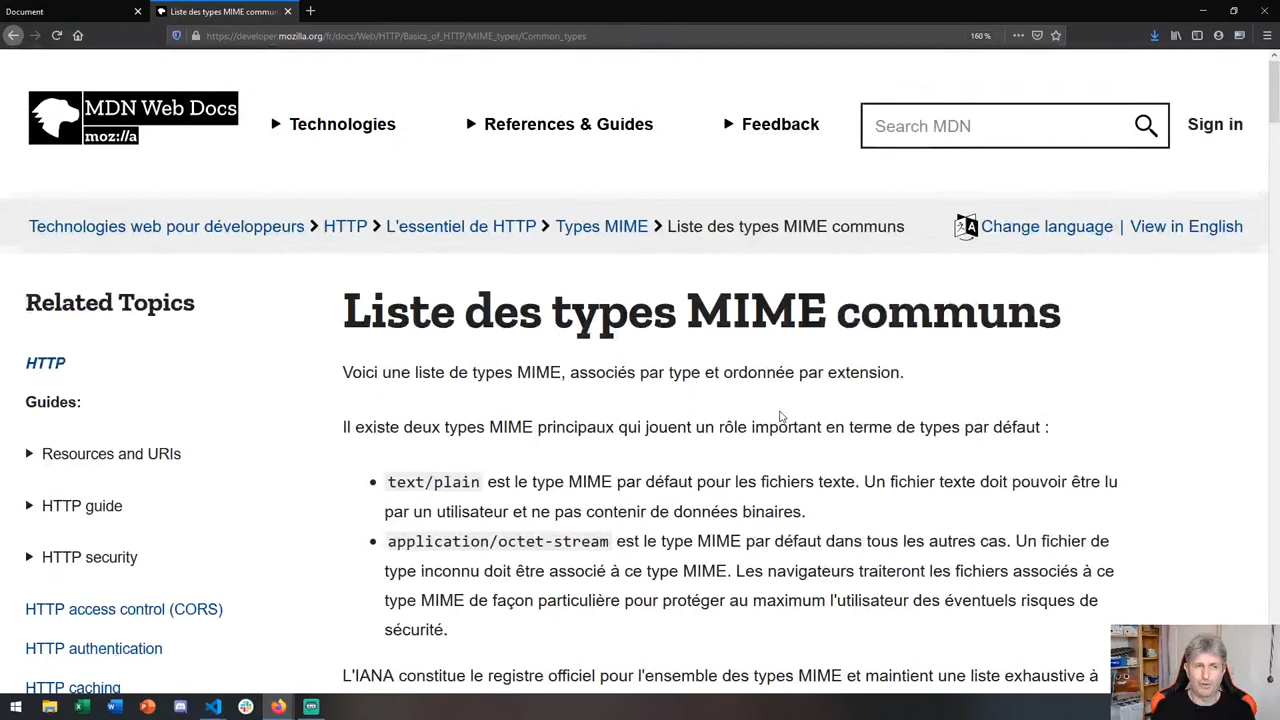 Document
Liste des types MIME commun
https://developer.mozilla.org/fr/docs/Web/HTTP/Basics_of_HTTP/MIME_types/Common_types
160 %
MDN Web Docs
moz://a
Technologies
References & Guides
Feedback
Search MDN
Sign in
Technologies web pour développeurs
HTTP
L'essentiel de HTTP
Types MIME
Liste des types MIME communs
Change language | View in English
Related Topics
HTTP
Guides:
Resources and URIs
HTTP guide
HTTP security
HTTP access control (CORS)
HTTP authentication
HTTP caching
Liste des types MIME communs
Voici une liste de types MIME, associés par type et ordonnée par extension.
Il existe deux types MIME principaux qui jouent un rôle important en terme de types par défaut :
text/plain est le type MIME par défaut pour les fichiers texte. Un fichier texte doit pouvoir être lu
par un utilisateur et ne pas contenir de données binaires.
application/octet-stream est le type MIME par défaut dans tous les autres cas. Un fichier de
type inconnu doit être associé à ce type MIME. Les navigateurs traiteront les fichiers associés à ce
type MIME de façon particulière pour protéger au maximum l'utilisateur des éventuels risques de
sécurité.
L'IANA constitue le registre officiel pour l'ensemble des types MIME et maintient une liste exhaustive à